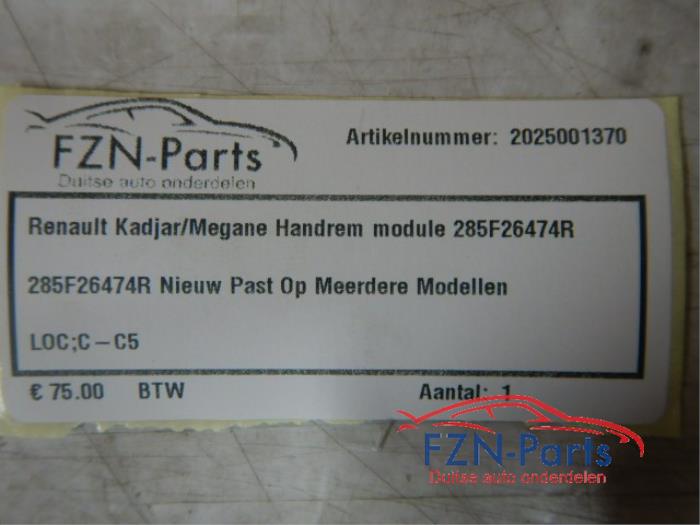 FZN-Parts
Duitse auto onderdelen
Artikelnummer: 2025001370
Renault Kadjar/Megane Handrem module 285F26474R
285F26474R Nieuw Past Op Meerdere Modellen
LOC;C-C5
€ 75.00 BTW Aantal: 1
FZN-Parts
Duitse auto onderdelen